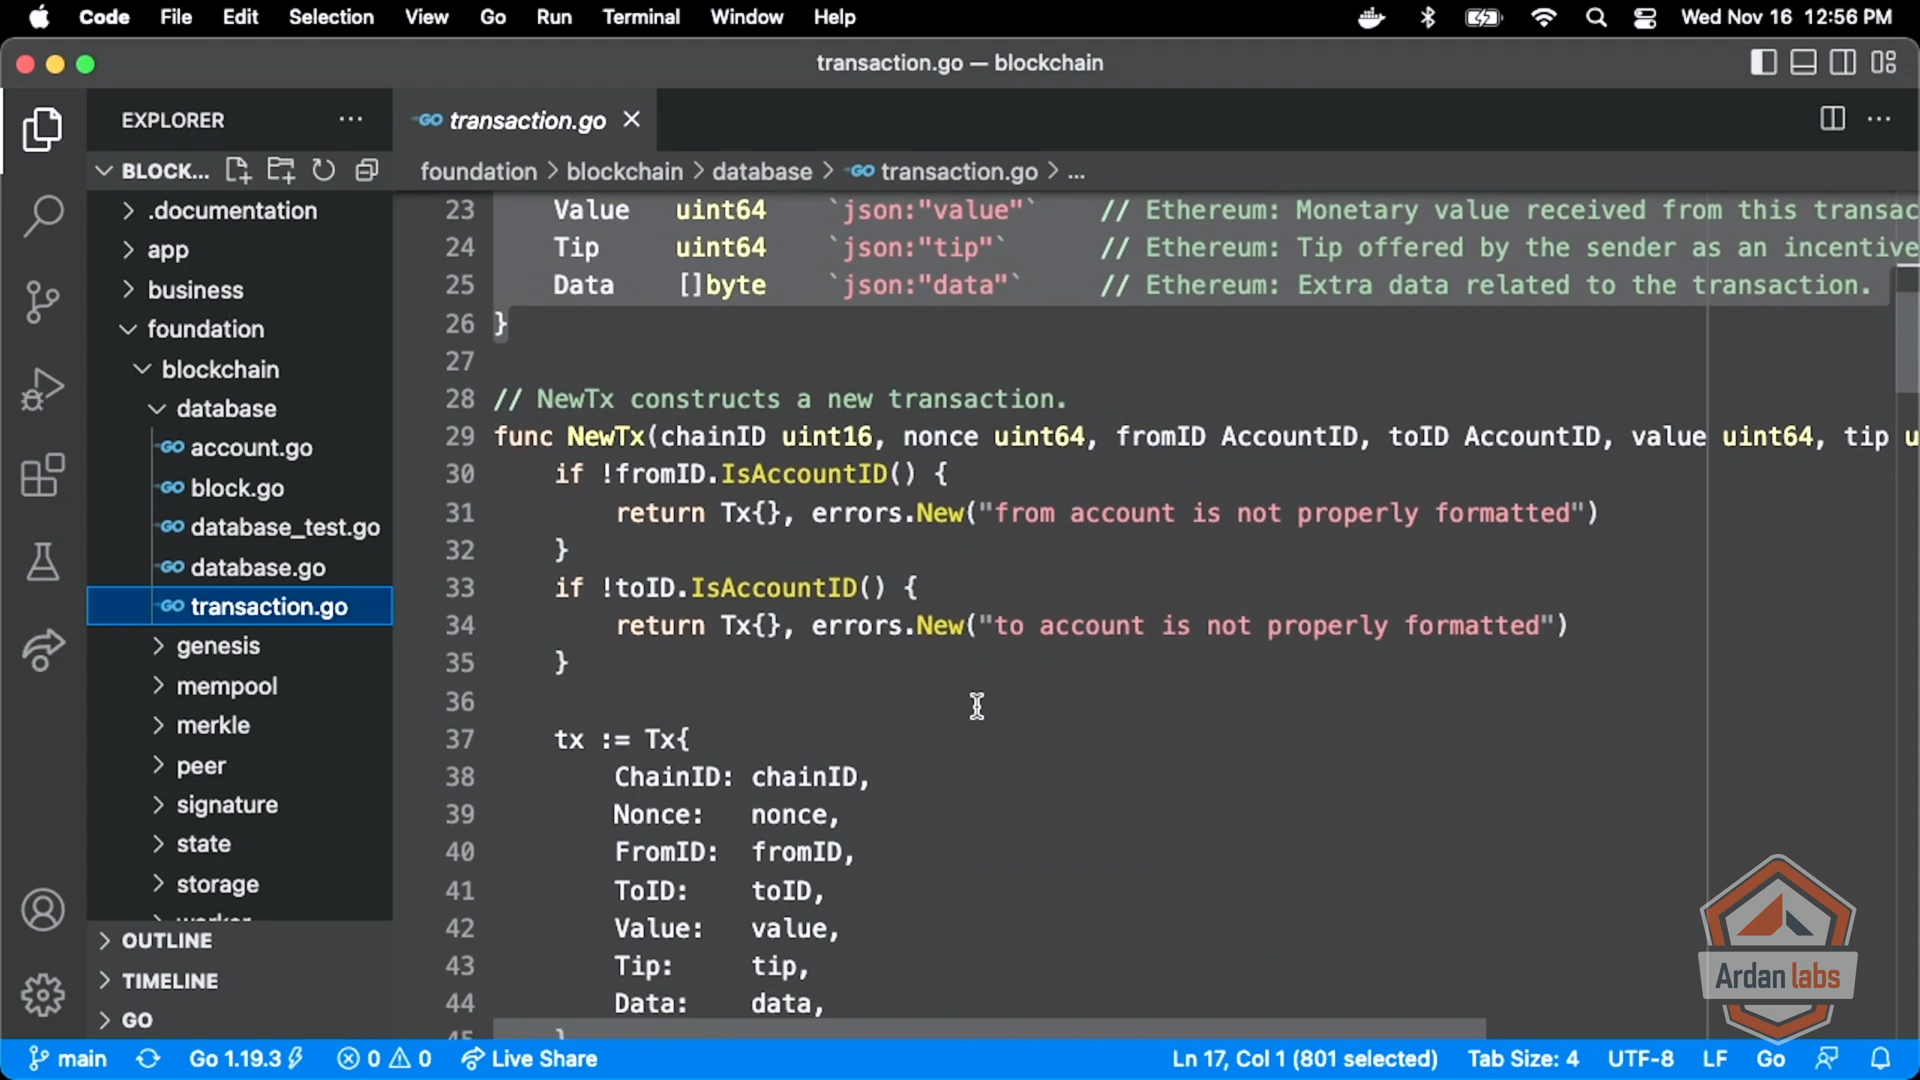 Code File Edit Selection View Go Run Terminal Window Help Wed Nov 16 12:56 PM
transaction.go — blockchain
EXPLORER
transaction.go
BLOCK...
foundation > blockchain > database > transaction.go > ...
.documentation
app
business
foundation
blockchain
database
account.go
block.go
database_test.go
database.go
transaction.go
genesis
mempool
merkle
peer
signature
state
storage
OUTLINE
TIMELINE
GO
23 Value uint64 `json:"value"` // Ethereum: Monetary value received from this transac
24 Tip uint64 `json:"tip"` // Ethereum: Tip offered by the sender as an incentive
25 Data []byte `json:"data"` // Ethereum: Extra data related to the transaction.
26 }
27
28 // NewTx constructs a new transaction.
29 func NewTx(chainID uint16, nonce uint64, fromID AccountID, toID AccountID, value uint64, tip u
30 if !fromID.IsAccountID() {
31 return Tx{}, errors.New("from account is not properly formatted")
32 }
33 if !toID.IsAccountID() {
34 return Tx{}, errors.New("to account is not properly formatted")
35 }
36
37 tx := Tx{
38 ChainID: chainID,
39 Nonce: nonce,
40 FromID: fromID,
41 ToID: toID,
42 Value: value,
43 Tip: tip,
44 Data: data,
Ardan labs
main Go 1.19.3 0 0 Live Share Ln 17, Col 1 (801 selected) Tab Size: 4 UTF-8 LF Go